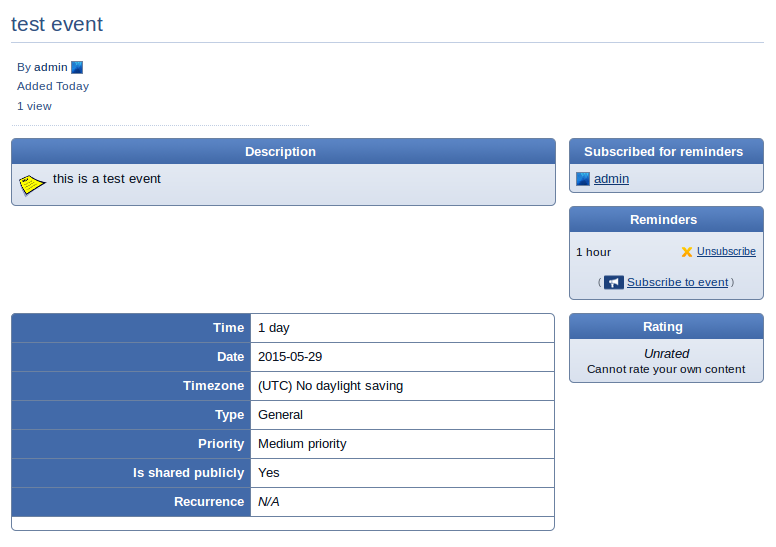 test event
By admin
Added Today
1 view
Description
this is a test event
Subscribed for reminders
admin
Reminders
1 hour Unsubscribe
( Subscribe to event )
Time 1 day
Date 2015-05-29
Timezone (UTC) No daylight saving
Type General
Priority Medium priority
Is shared publicly Yes
Recurrence N/A
Rating
Unrated
Cannot rate your own content